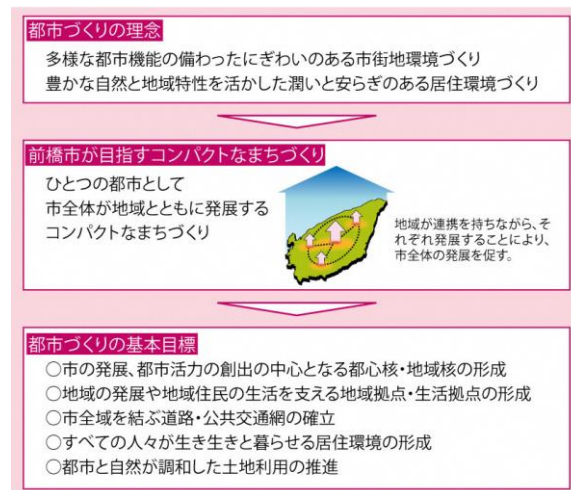 都市づくりの理念
多様な都市機能の備わったにぎわいのある市街地環境づくり
豊かな自然と地域特性を活かした潤いと安らぎのある居住環境づくり
前橋市が目指すコンパクトなまちづくり
ひとつの都市として
市全体が地域とともに発展する
コンパクトなまちづくり
地域が連携を持ちながら、そ
れぞれ発展することにより、
市全体の発展を促す。
都市づくりの基本目標
○市の発展、都市活力の創出の中心となる都心核・地域核の形成
○地域の発展や地域住民の生活を支える地域拠点・生活拠点の形成
○市全域を結ぶ道路・公共交通網の確立
○すべての人々が生き生きと暮らせる居住環境の形成
○都市と自然が調和した土地利用の推進